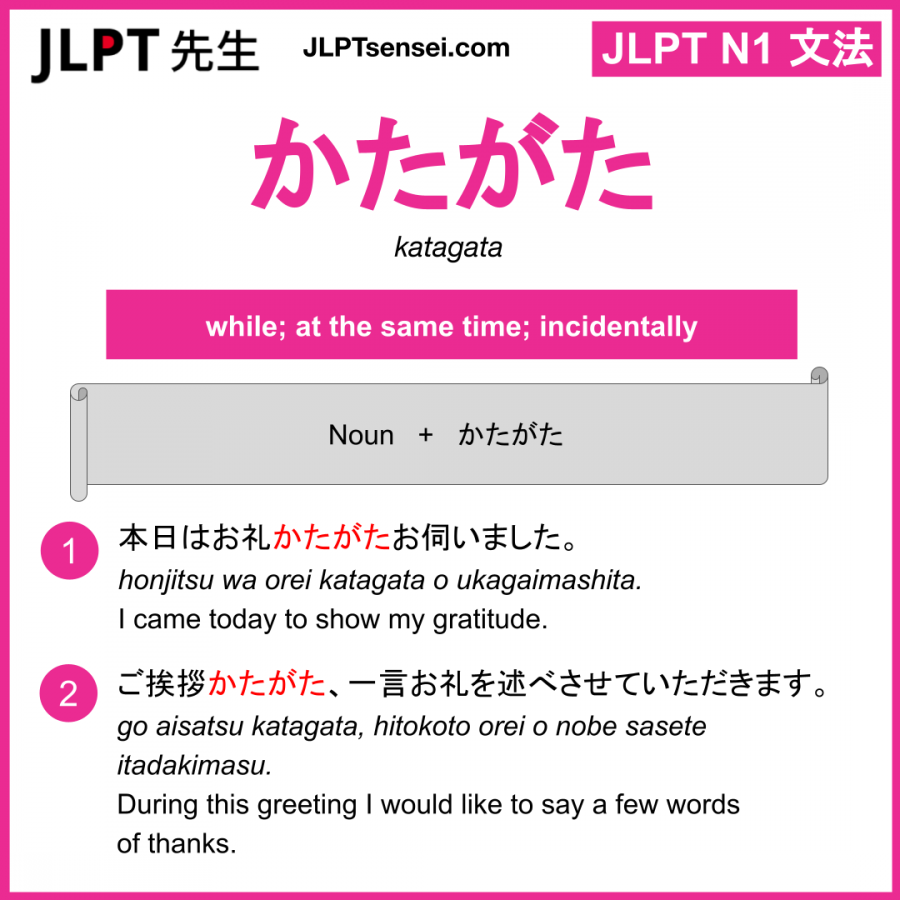 JLPT 先生
JLPTsensei.com
JLPT N1 文法
かたがた
katagata
while; at the same time; incidentally
Noun + かたがた
1
本日はお礼かたがたお伺いました。
honjitsu wa orei katagata o ukagaimashita.
I came today to show my gratitude.
2
ご挨拶かたがた、一言お礼を述べさせていただきます。
go aisatsu katagata, hitokoto orei o nobe sasete
itadakimasu.
During this greeting I would like to say a few words
of thanks.